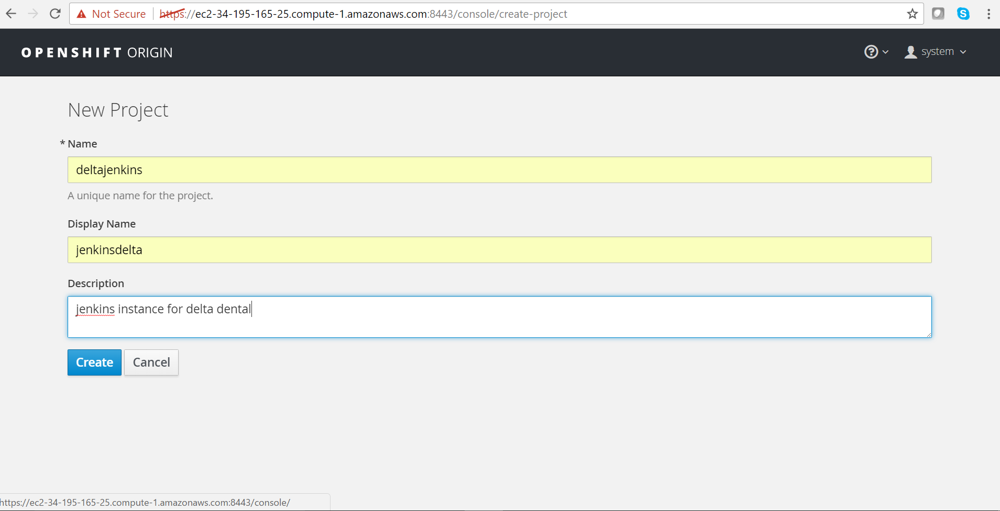 Not Secure https://ec2-34-195-165-25.compute-1.amazonaws.com:8443/console/create-project
OPENSHIFT ORIGIN
? system
New Project
* Name
deltajenkins
A unique name for the project.
Display Name
jenkinsdelta
Description
jenkins instance for delta dental
Create Cancel
https://ec2-34-195-165-25.compute-1.amazonaws.com:8443/console/